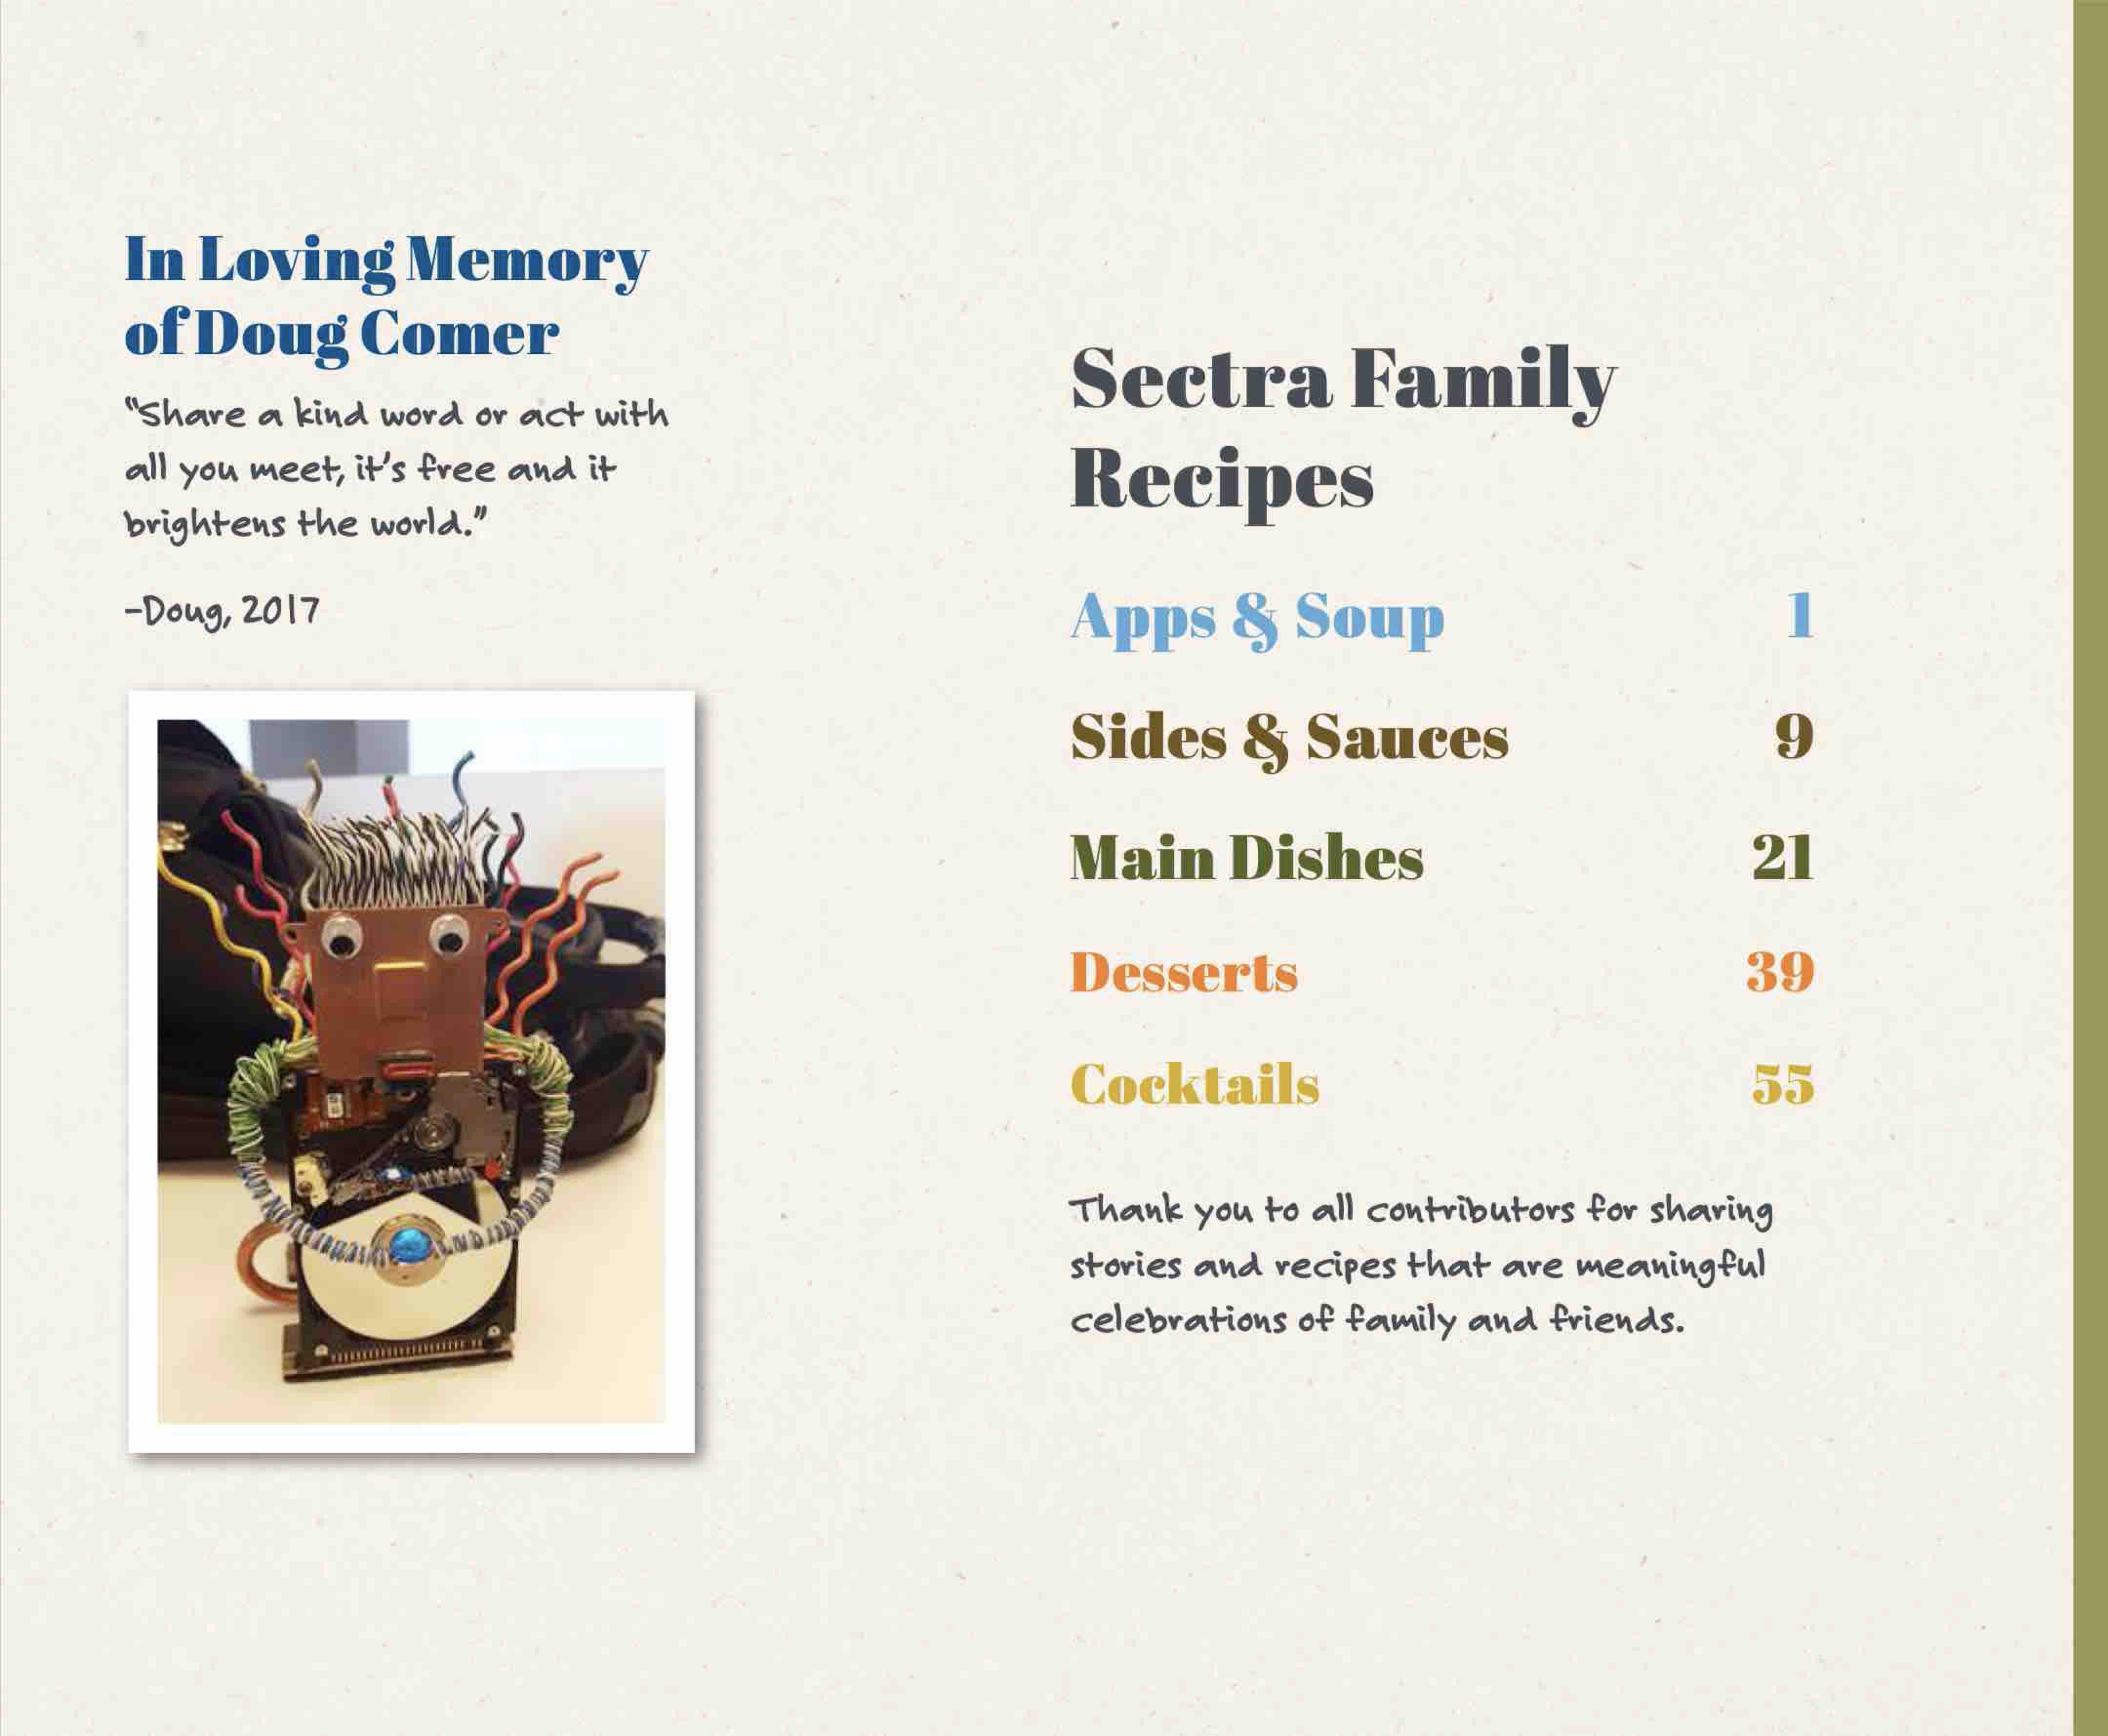 In Loving Memory
of Doug Comer
"Share a kind word or act with
all you meet, it's free and it
brightens the world."
-Doug, 2017
Sectra Family
Recipes
Apps & Soup 1
Sides & Sauces 9
Main Dishes 21
Desserts 39
Cocktails 55
Thank you to all contributors for sharing
stories and recipes that are meaningful
celebrations of family and friends.